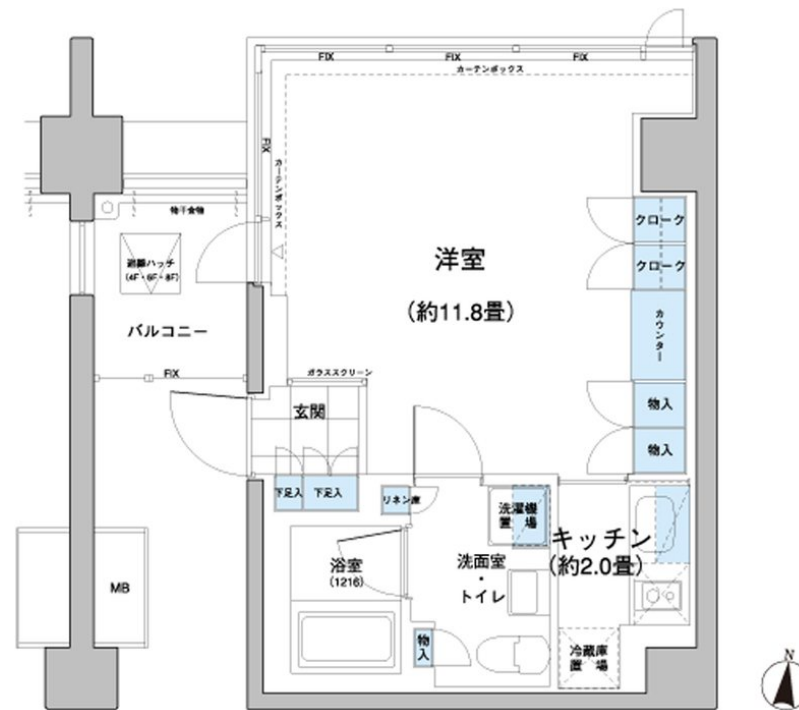 FIX
FIX
FIX
カーテンボックス
FIX
カーテンボックス
物干金物
避難ハッチ
(4F・6F・8F)
バルコニー
FIX
洋室
(約11.8畳)
クローク
クローク
カウンター
物入
物入
ガラススクリーン
玄関
下足入
下足入
リネン庫
洗濯機
置場
キッチン
(約2.0畳)
浴室
(1216)
洗面室
・
トイレ
MB
物入
冷蔵庫
置場
N